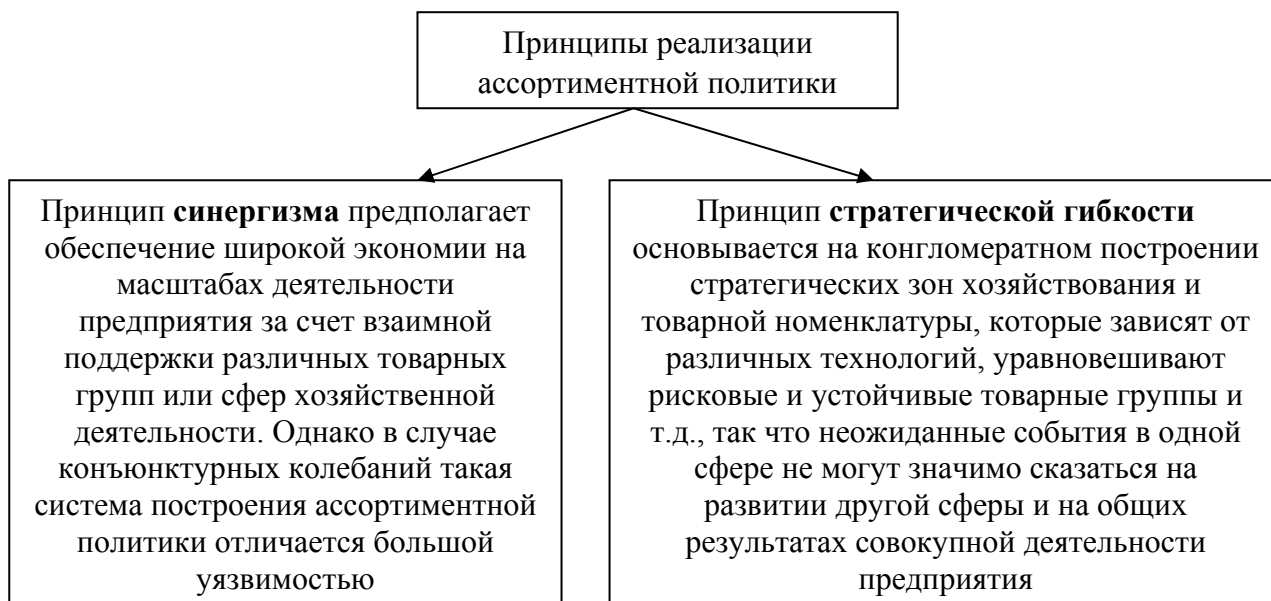 Принципы реализации
ассортиментной политики
Принцип синергизма предполагает
обеспечение широкой экономии на
масштабах деятельности
предприятия за счет взаимной
поддержки различных товарных
групп или сфер хозяйственной
деятельности. Однако в случае
конъюнктурных колебаний такая
система построения ассортиментной
политики отличается большой
уязвимостью
Принцип стратегической гибкости
основывается на конгломератном построении
стратегических зон хозяйствования и
товарной номенклатуры, которые зависят от
различных технологий, уравновешивают
рисковые и устойчивые товарные группы и
т.д., так что неожиданные события в одной
сфере не могут значимо сказаться на
развитии другой сферы и на общих
результатах совокупной деятельности
предприятия